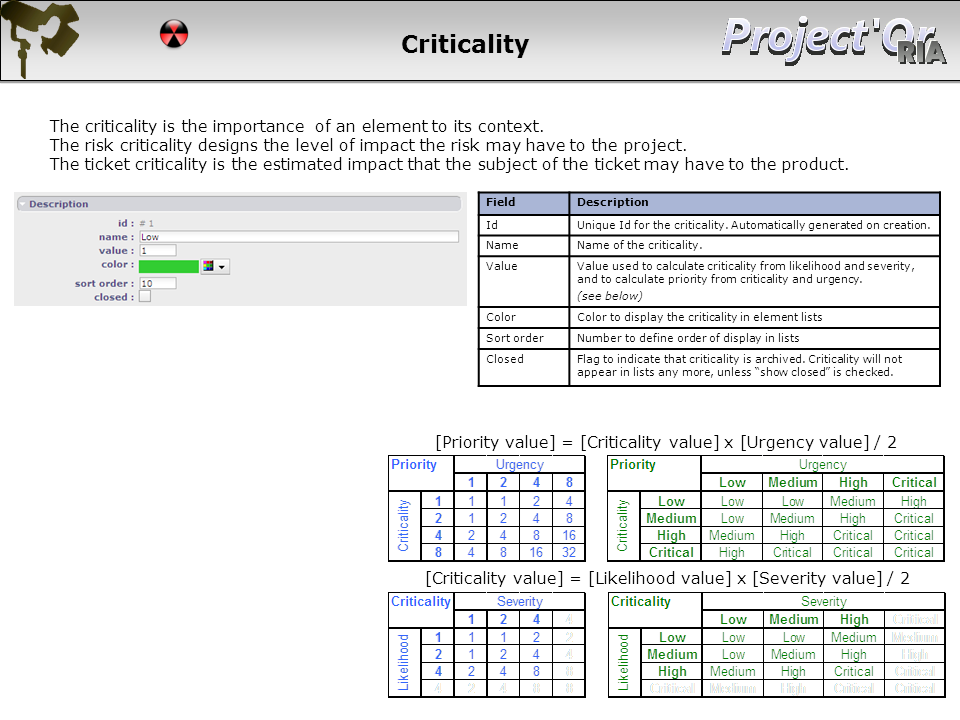 Criticality
Project'Or
RIA
The criticality is the importance of an element to its context.
The risk criticality designs the level of impact the risk may have to the project.
The ticket criticality is the estimated impact that the subject of the ticket may have to the product.
Description
id : # 1
name : Low
value : 1
color :
sort order : 10
closed :
Field Description
Id Unique Id for the criticality. Automatically generated on creation.
Name Name of the criticality.
Value Value used to calculate criticality from likelihood and severity,
and to calculate priority from criticality and urgency.
(see below)
Color Color to display the criticality in element lists
Sort order Number to define order of display in lists
Closed Flag to indicate that criticality is archived. Criticality will not
appear in lists any more, unless “show closed” is checked.
[Priority value] = [Criticality value] x [Urgency value] / 2
Priority Urgency
1 2 4 8
Criticality
1 1 1 2 4
2 1 2 4 8
4 2 4 8 16
8 4 8 16 32
Priority Urgency
Low Medium High Critical
Criticality
Low Low Low Medium High
Medium Low Medium High Critical
High Medium High Critical Critical
Critical High Critical Critical Critical
[Criticality value] = [Likelihood value] x [Severity value] / 2
Criticality Severity
1 2 4 4
Likelihood
1 1 1 2 2
2 1 2 4 4
4 2 4 8 8
4 2 4 8 8
Criticality Severity
Low Medium High Critical
Likelihood
Low Low Low Medium Medium
Medium Low Medium High High
High Medium High Critical Critical
Critical Medium High Critical Critical